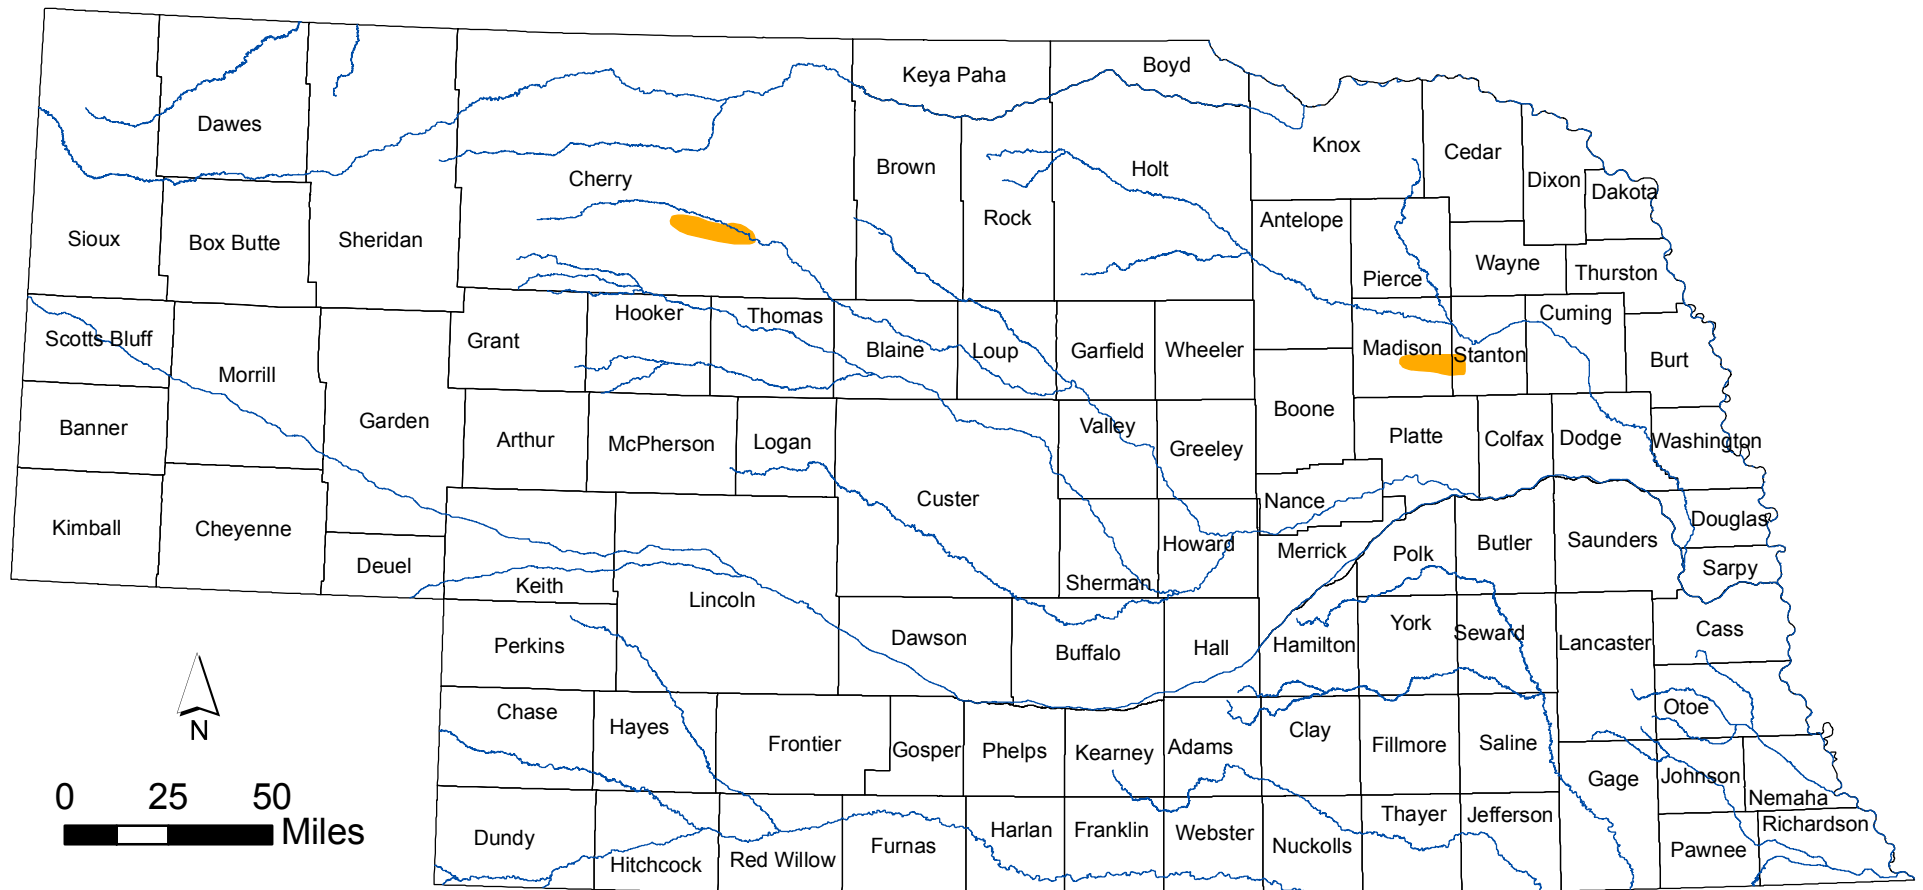 Boyd
Keya Paha
Dawes
Knox
Cedar
Brown
Holt
Cherry
Dixon
Dakota
Rock
Antelope
Sioux
Box Butte
Sheridan
Wayne
Thurston
Pierce
Hooker
Thomas
Cuming
Scotts Bluff
Grant
Blaine
Loup
Garfield
Wheeler
Madison
Stanton
Burt
Morrill
Boone
Garden
Banner
Arthur
McPherson
Logan
Valley
Greeley
Platte
Colfax
Dodge
Washington
Custer
Nance
Kimball
Cheyenne
Douglas
Howard
Merrick
Polk
Butler
Saunders
Deuel
Keith
Sherman
Sarpy
Lincoln
Perkins
Dawson
Buffalo
Hall
Hamilton
York
Seward
Lancaster
Cass
N
Chase
Hayes
Frontier
Gosper
Phelps
Kearney
Adams
Clay
Fillmore
Saline
Otoe
Gage
Johnson
Nemaha
0 25 50
Miles
Dundy
Hitchcock
Red Willow
Furnas
Harlan
Franklin
Webster
Nuckolls
Thayer
Jefferson
Pawnee
Richardson